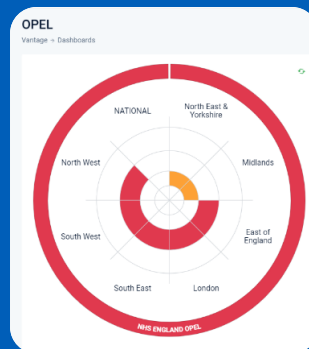 OPEL
Vantage » Dashboards
NATIONAL
North East &
Yorkshire
North West
Midlands
South West
East of
England
South East
London
NHS ENGLAND OPEL